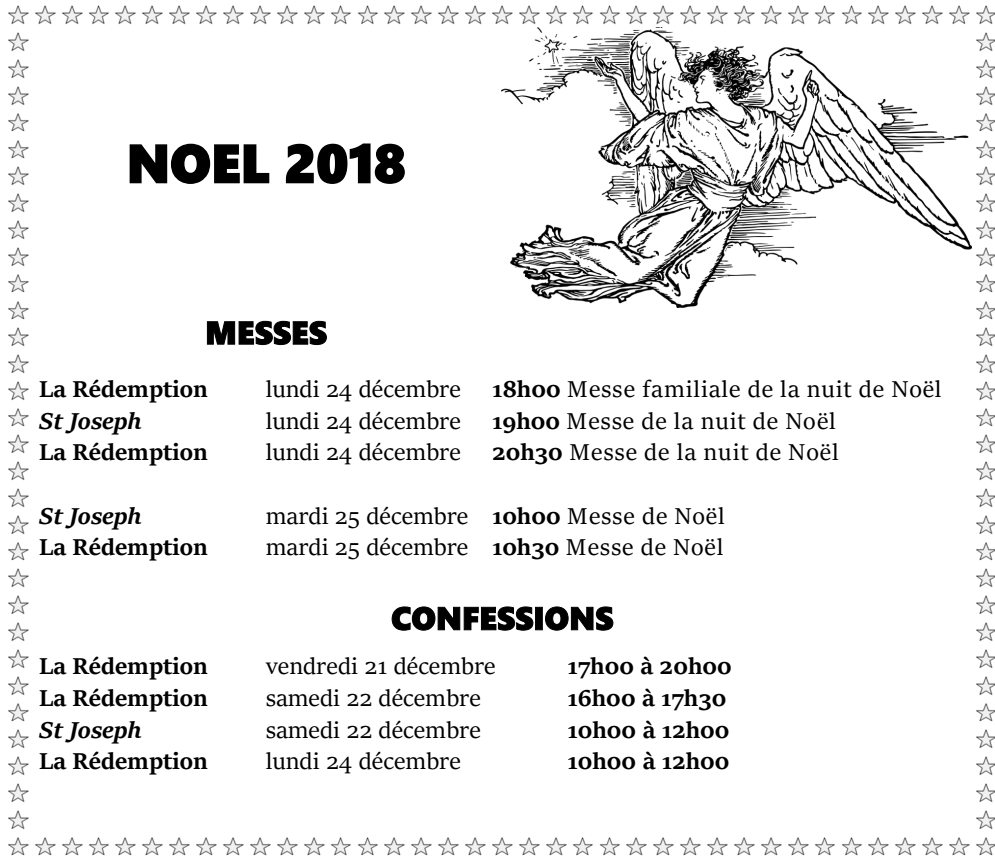 NOEL 2018
MESSES
La Rédemption lundi 24 décembre 18h00 Messe familiale de la nuit de Noël
St Joseph lundi 24 décembre 19h00 Messe de la nuit de Noël
La Rédemption lundi 24 décembre 20h30 Messe de la nuit de Noël
St Joseph mardi 25 décembre 10h00 Messe de Noël
La Rédemption mardi 25 décembre 10h30 Messe de Noël
CONFESSIONS
La Rédemption vendredi 21 décembre 17h00 à 20h00
La Rédemption samedi 22 décembre 16h00 à 17h30
St Joseph samedi 22 décembre 10h00 à 12h00
La Rédemption lundi 24 décembre 10h00 à 12h00